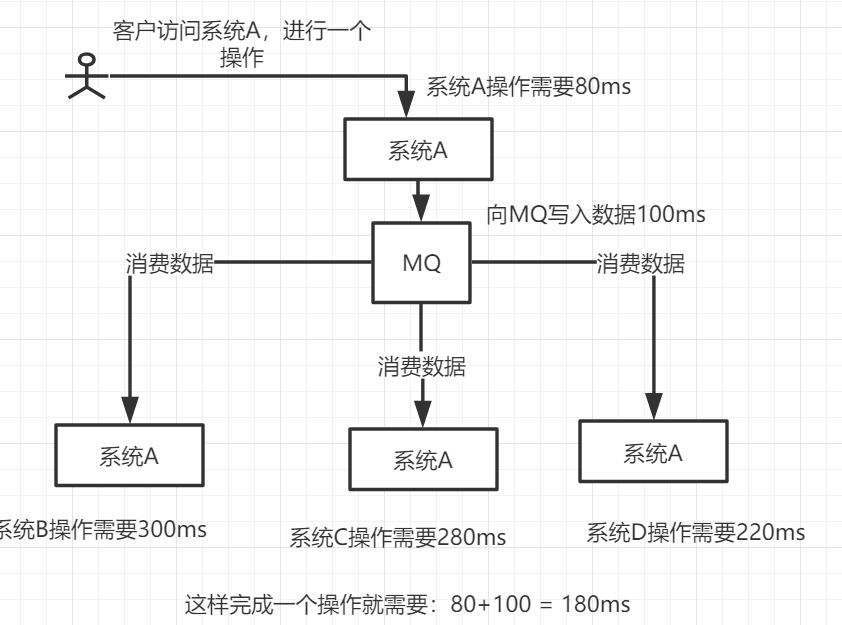 客户访问系统A，进行一个
操作
系统A操作需要80ms
系统A
向MQ写入数据100ms
MQ
消费数据
消费数据
消费数据
系统A
系统A
系统A
系统B操作需要300ms
系统C操作需要280ms
系统D操作需要220ms
这样完成一个操作就需要：80+100 = 180ms